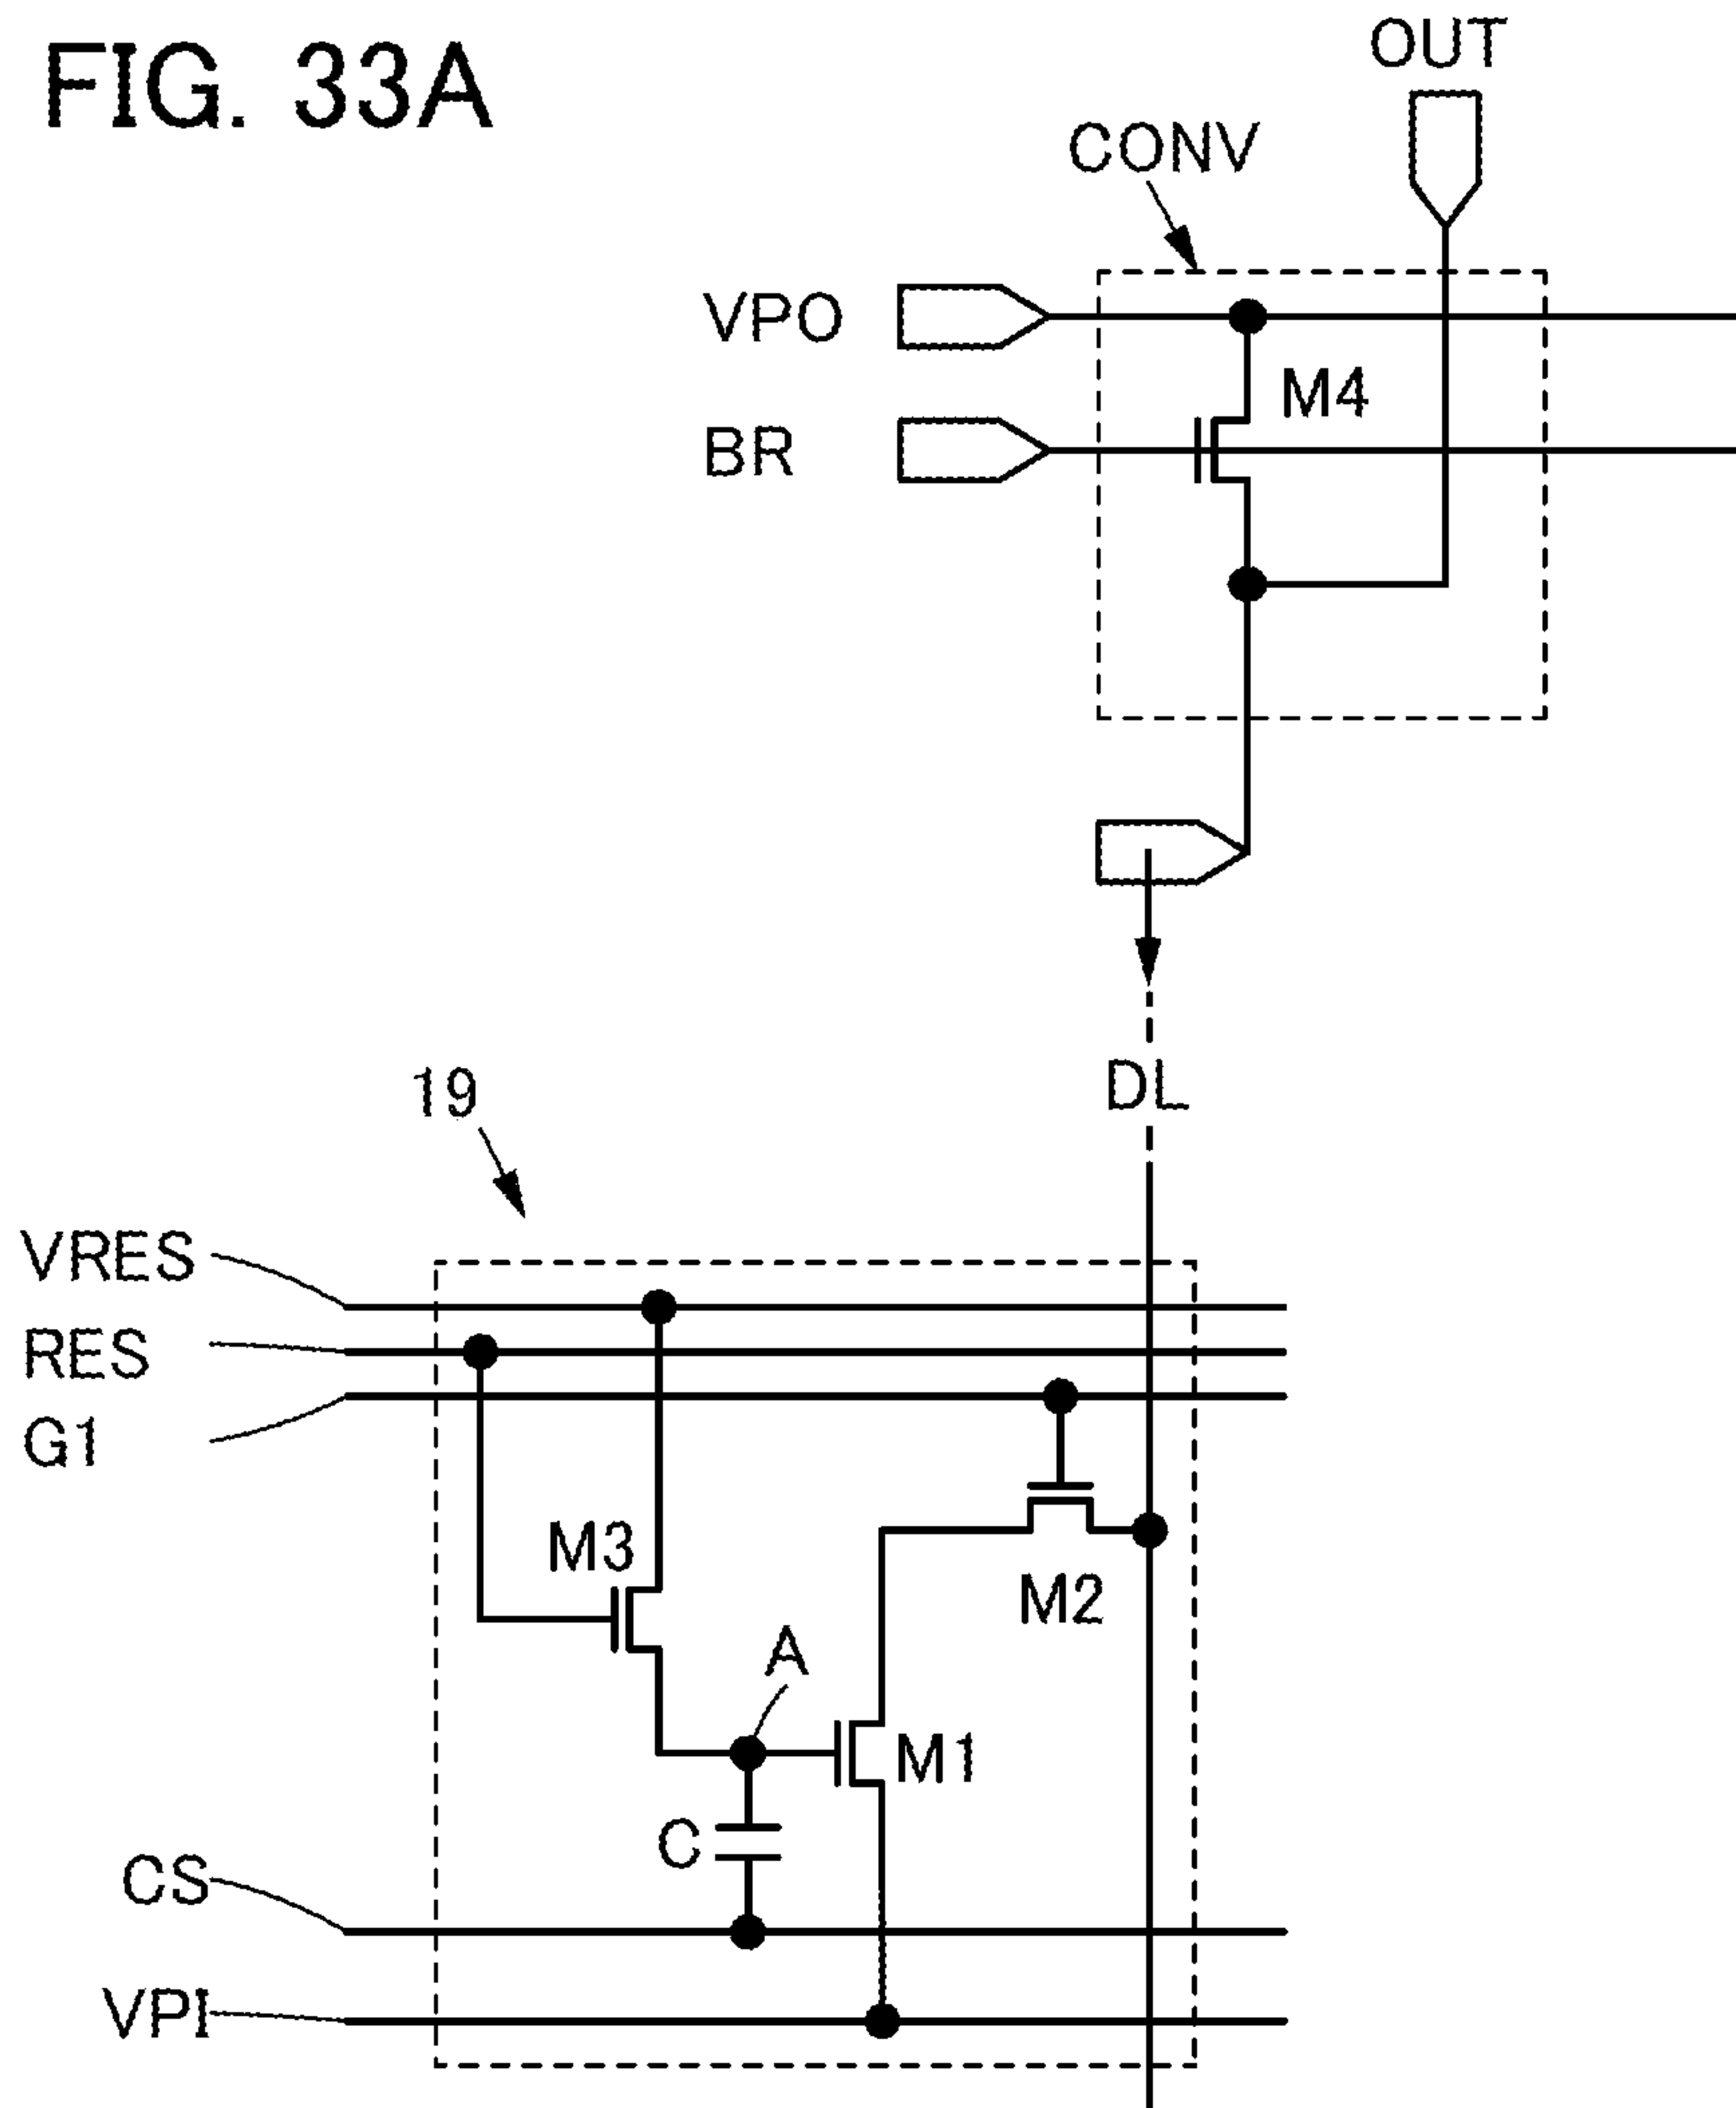 FIG. 33A
OUT
CONV
VPO
M4
BR
DL
19
VRES
RES
G1
M3
M2
A
M1
C
CS
VPI